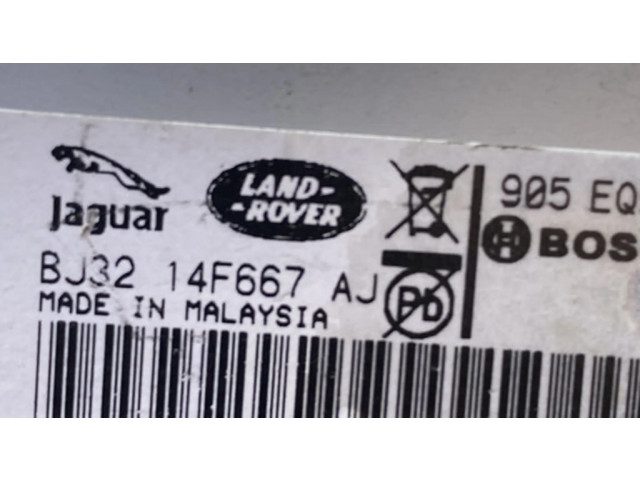 Jaguar
LAND-
-ROVER
905 EQ
BOS
BJ32 14F667 AJ
Pb
MADE IN MALAYSIA